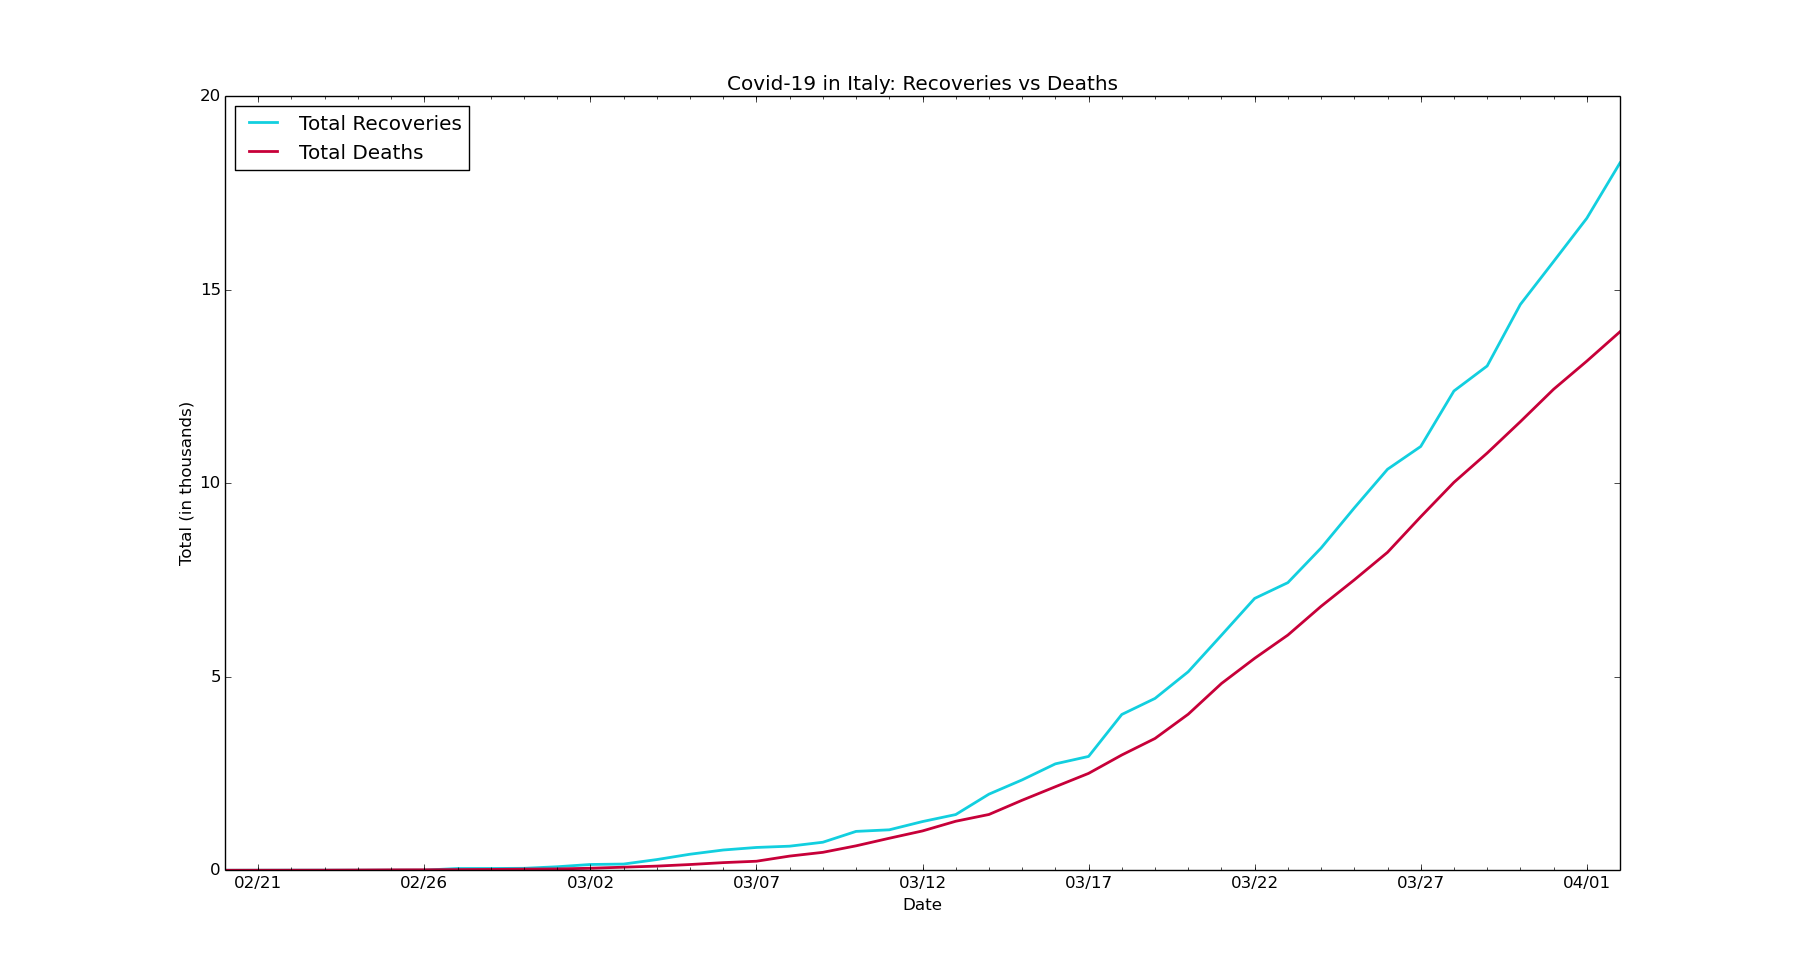 Covid-19 in Italy: Recoveries vs Deaths
Total Recoveries
Total Deaths
20
15
10
5
0
Total (in thousands)
02/21 02/26 03/02 03/07 03/12 03/17 03/22 03/27 04/01
Date